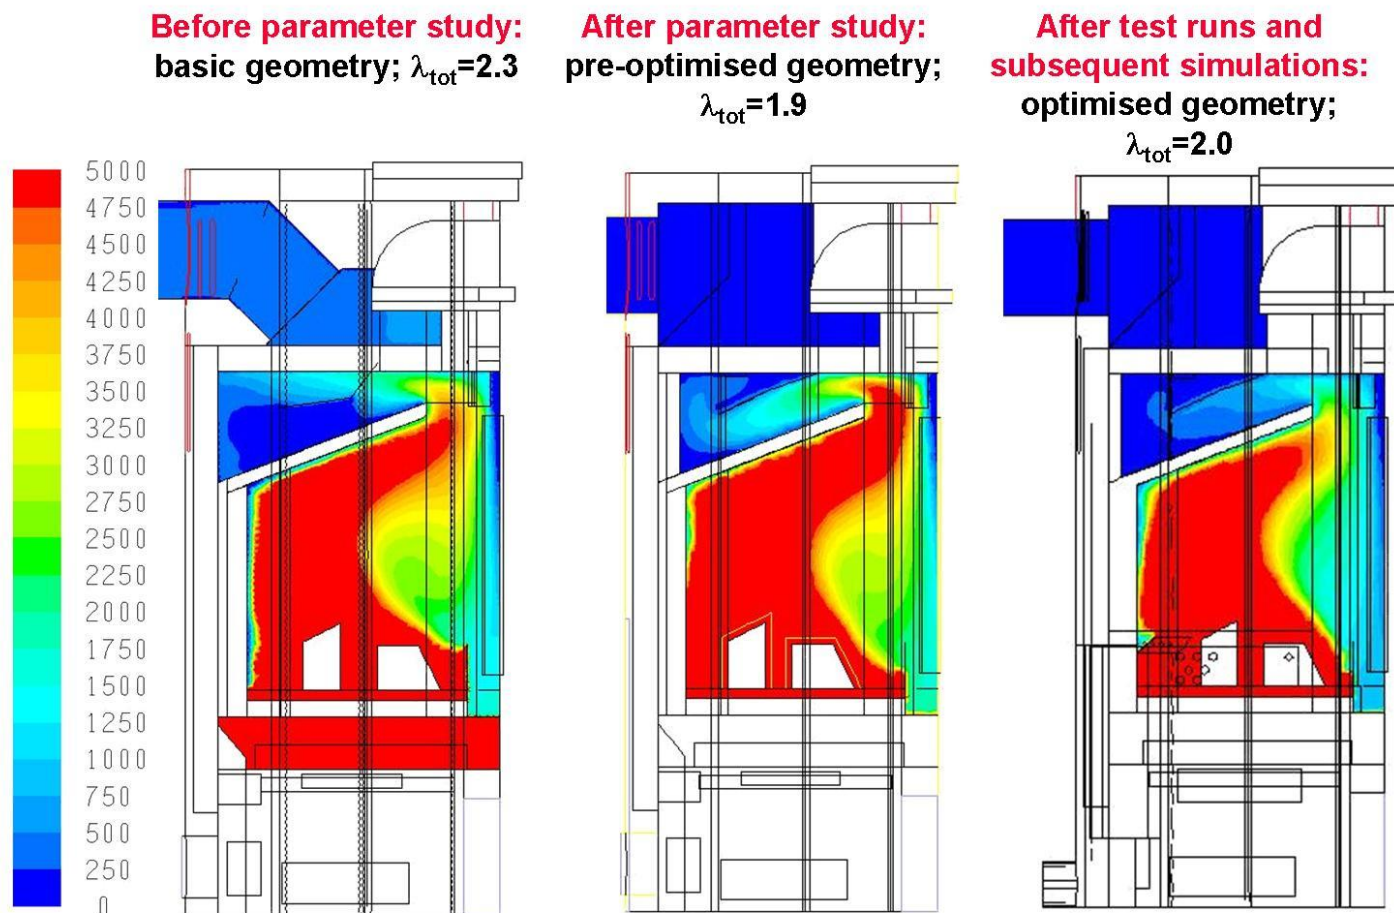 Before parameter study:
basic geometry; λtot=2.3
After parameter study:
pre-optimised geometry;
λtot=1.9
After test runs and
subsequent simulations:
optimised geometry;
λtot=2.0
5000
4750
4500
4250
4000
3750
3500
3250
3000
2750
2500
2250
2000
1750
1500
1250
1000
750
500
250
0